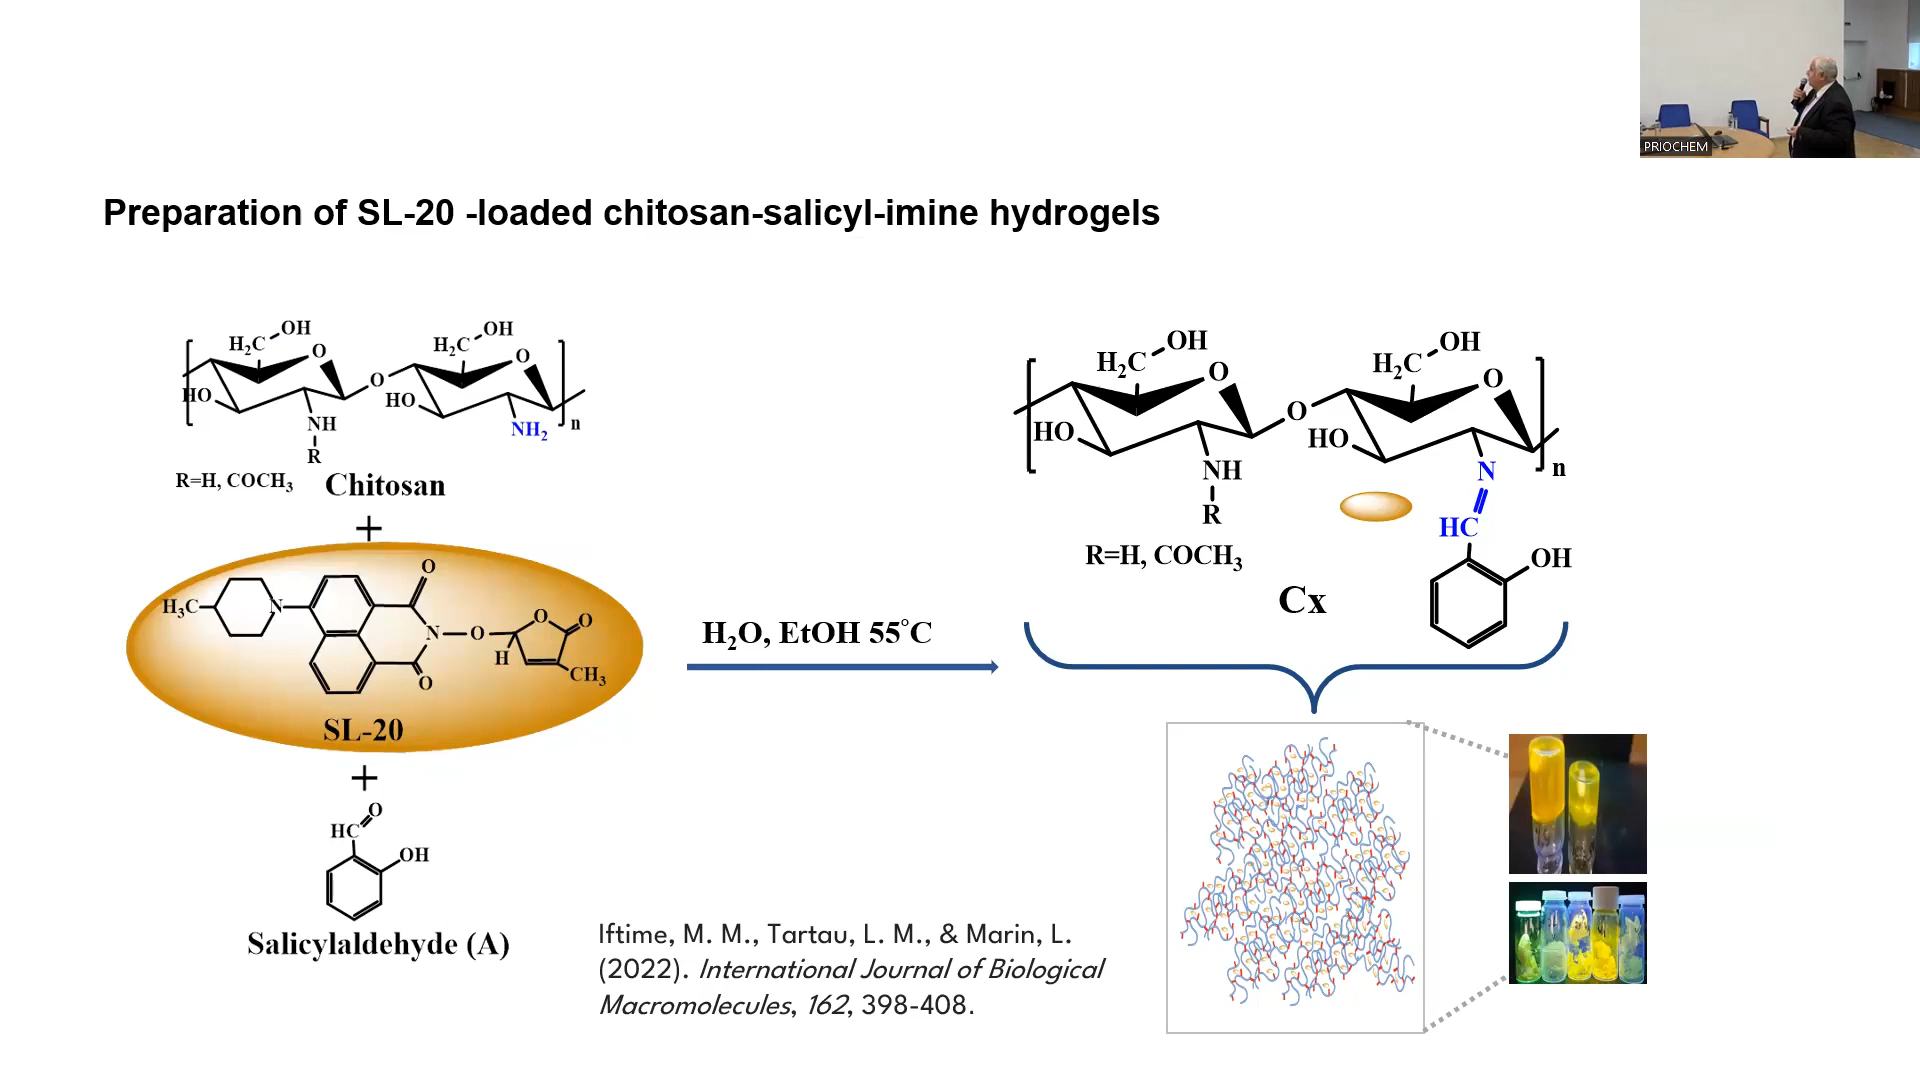 PRIOCHEM
Preparation of SL-20 -loaded chitosan-salicyl-imine hydrogels
H₂C OH
O
H₂C OH
O
HO
O
HO
NH
R
NH₂
n
R=H, COCH₃
Chitosan
+
O
H₃C
N
N
O
O
O
H
CH₃
O
SL-20
+
O
HC
OH
Salicylaldehyde (A)
H₂O, EtOH 55°C
H₂C OH
O
H₂C OH
O
HO
O
HO
NH
R
N
HC
OH
n
R=H, COCH₃
Cx
Iftime, M. M., Tartau, L. M., & Marin, L.
(2022). International Journal of Biological
Macromolecules, 162, 398-408.